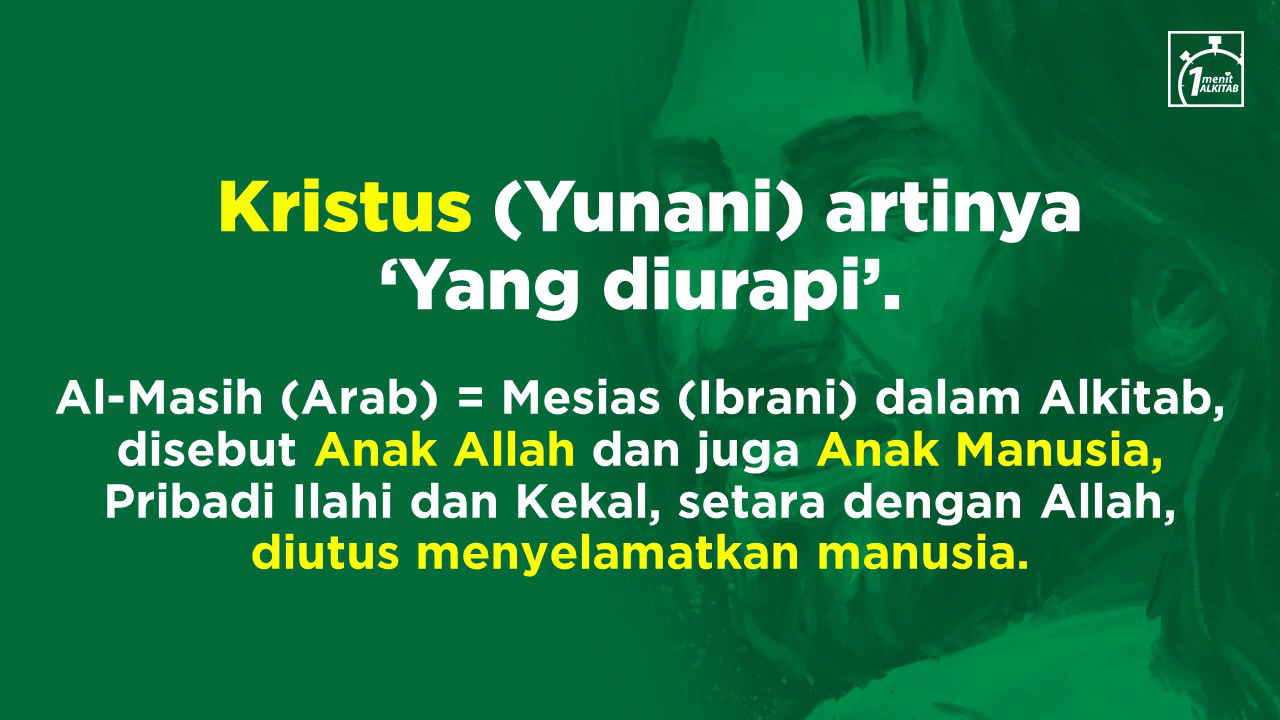 1 menit
ALKITAB
Kristus (Yunani) artinya
‘Yang diurapi’.
Al-Masih (Arab) = Mesias (Ibrani) dalam Alkitab,
disebut Anak Allah dan juga Anak Manusia,
Pribadi Ilahi dan Kekal, setara dengan Allah,
diutus menyelamatkan manusia.